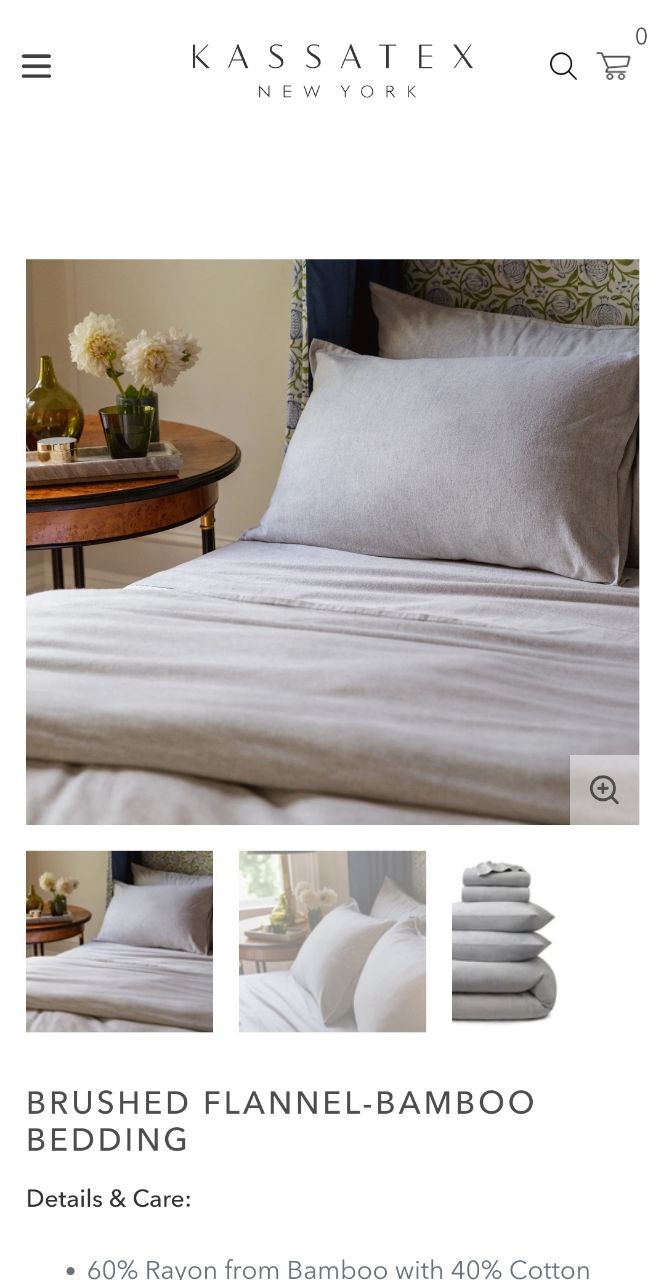 0
KASSATEX
NEW YORK
BRUSHED FLANNEL-BAMBOO
BEDDING
Details & Care:
• 60% Rayon from Bamboo with 40% Cotton